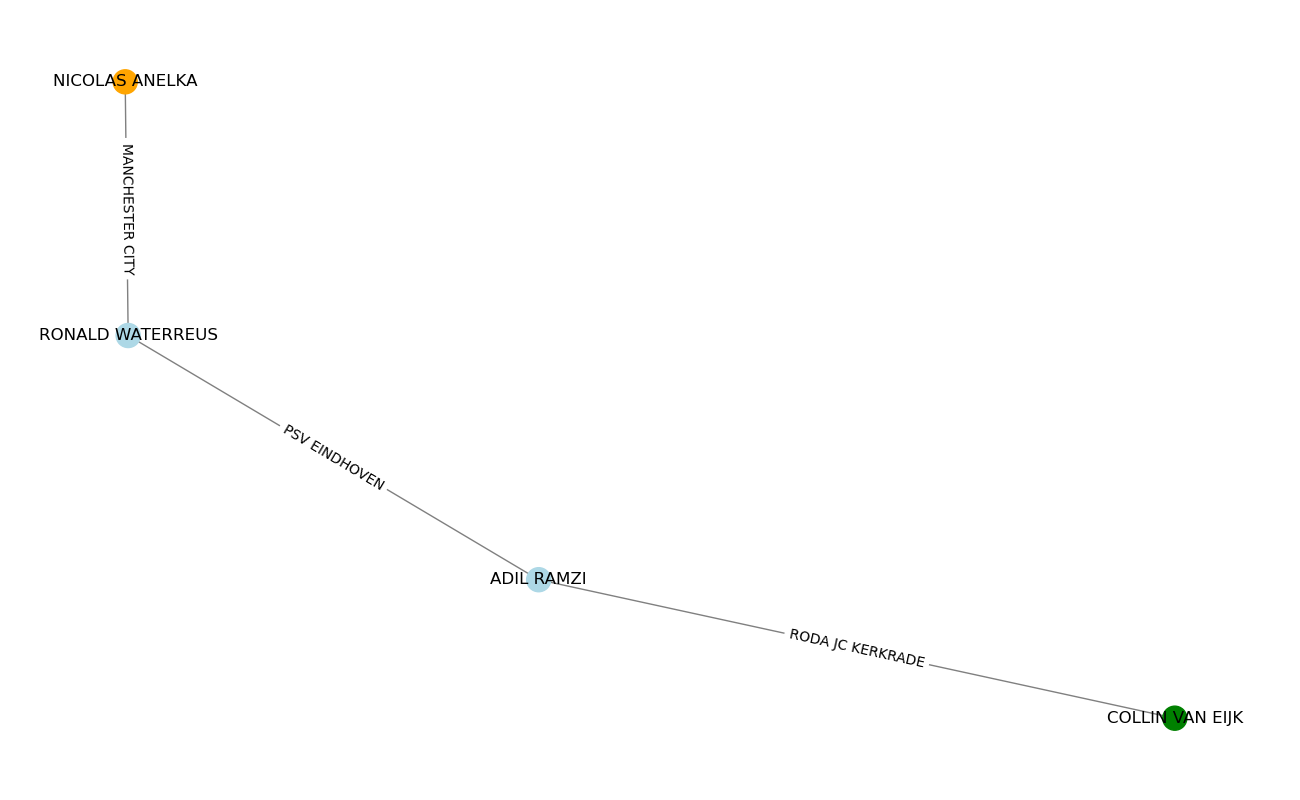 NICOLAS ANELKA
MANCHESTER CITY
RONALD WATERREUS
PSV EINDHOVEN
ADIL RAMZI
RODA JC KERKRADE
COLLIN VAN EIJK